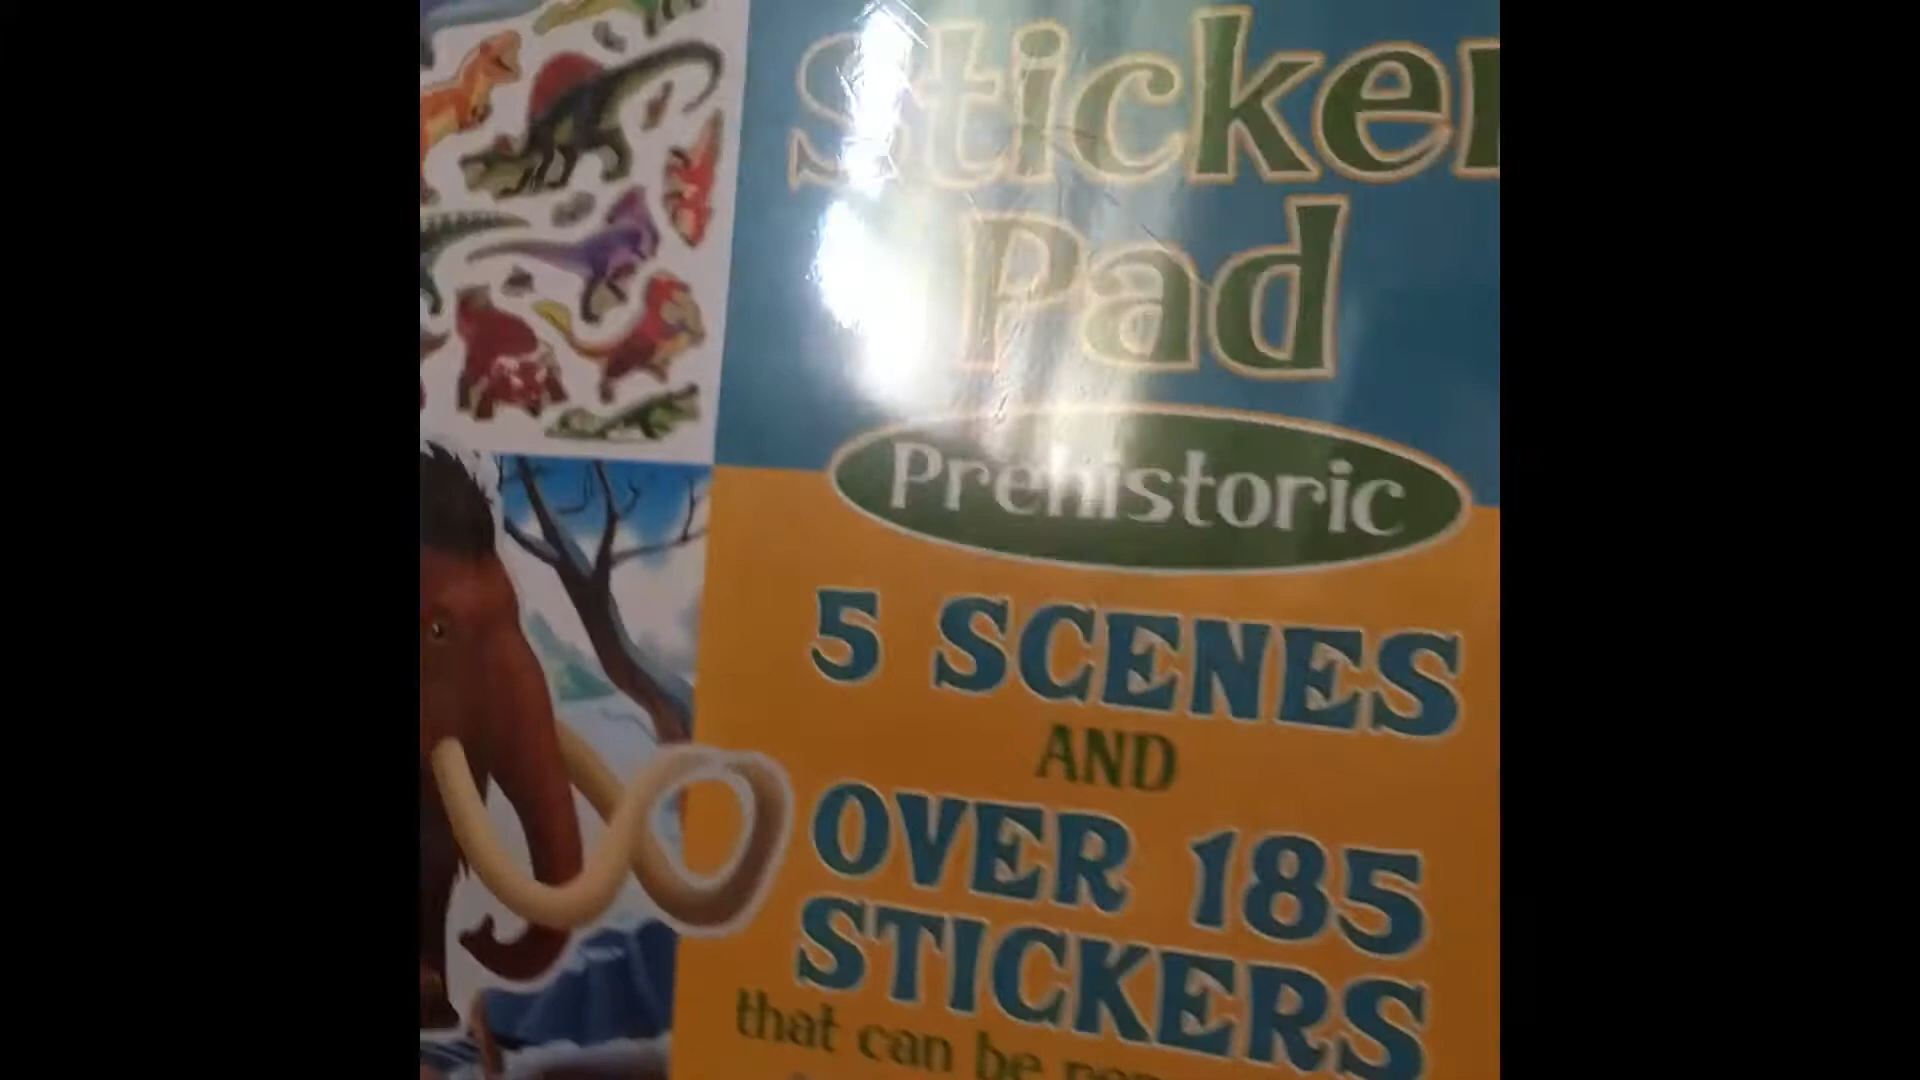 Sticker
Pad
Prehistoric
5 SCENES
AND
OVER 185
STICKERS
that can be